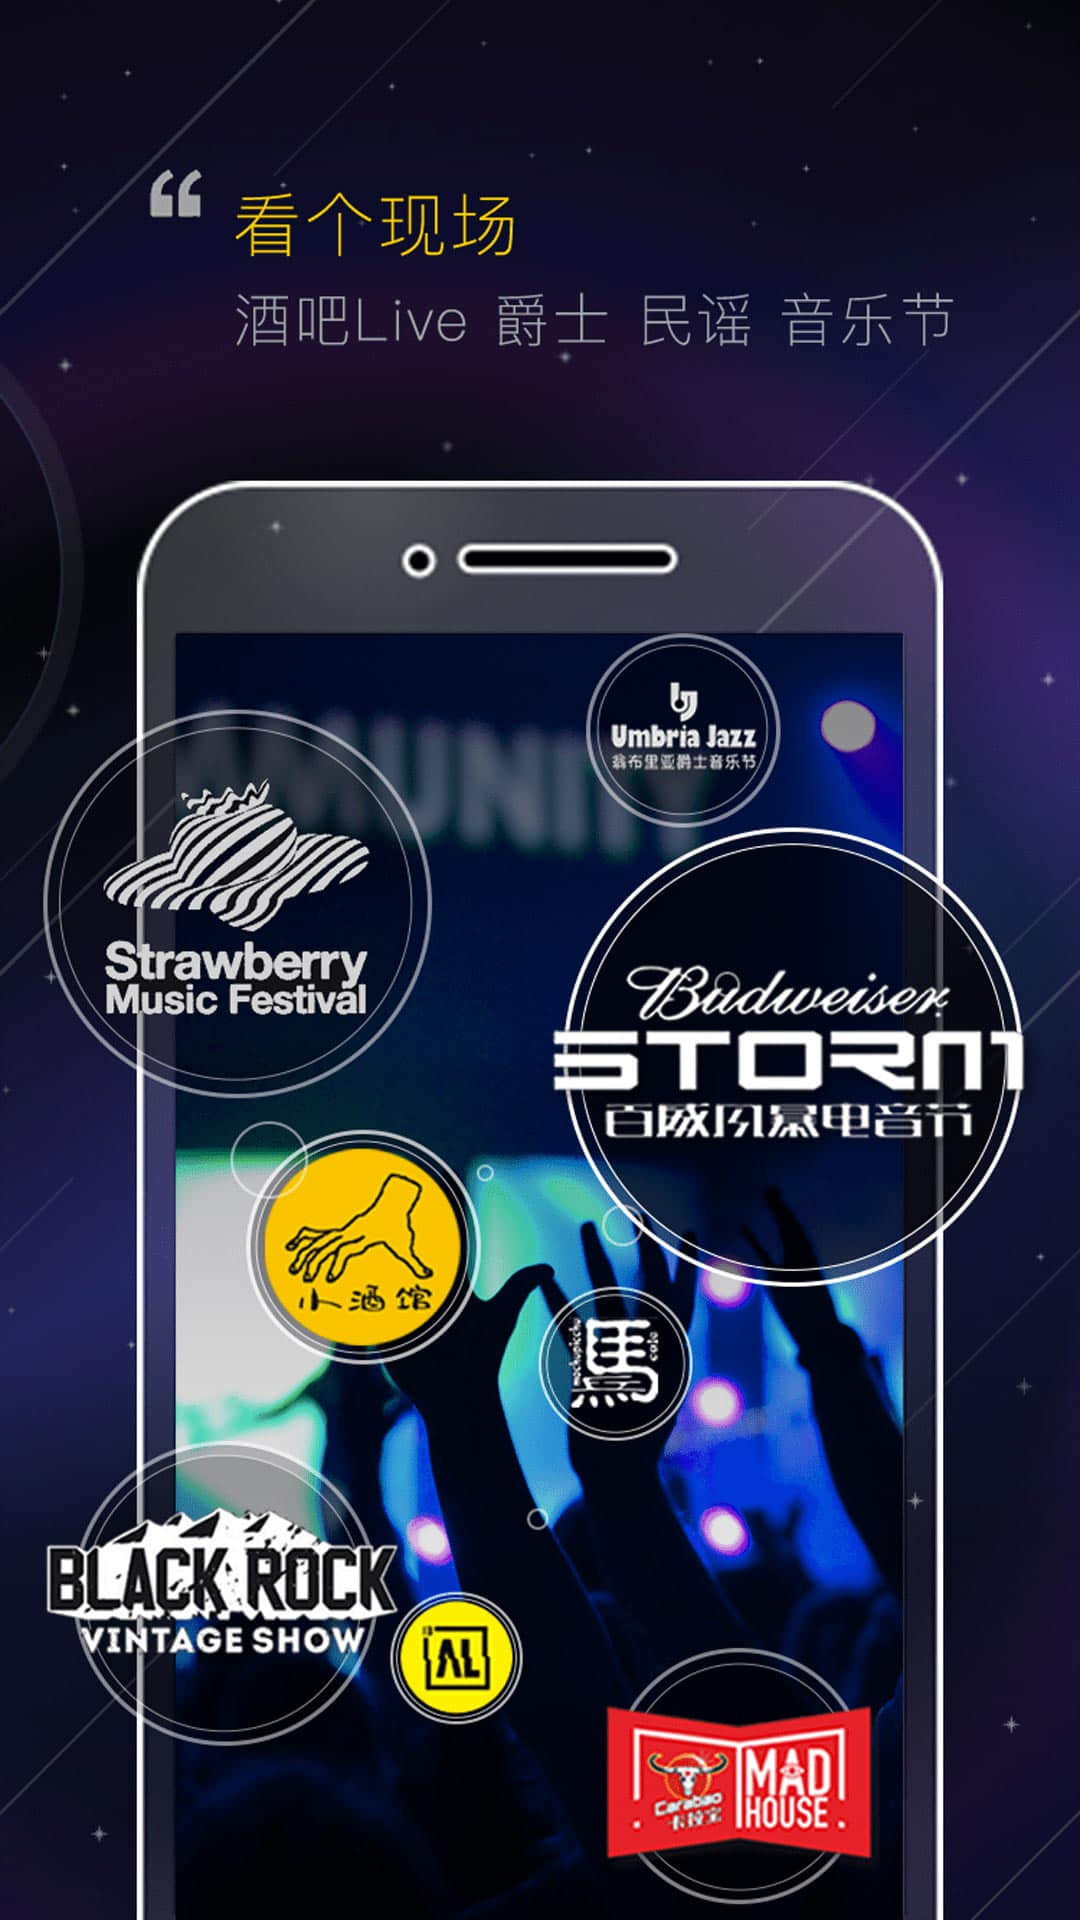 看个现场
酒吧Live 爵士 民谣 音乐节
Umbria Jazz
翁布里亚爵士音乐节
MUNITY
Strawberry
Music Festival
Budweiser
STORM
百威风暴电音节
小酒馆
馬
machupicchu
BLACK ROCK
VINTAGE SHOW
AL
Carabao
卡拉宝
MAD
HOUSE